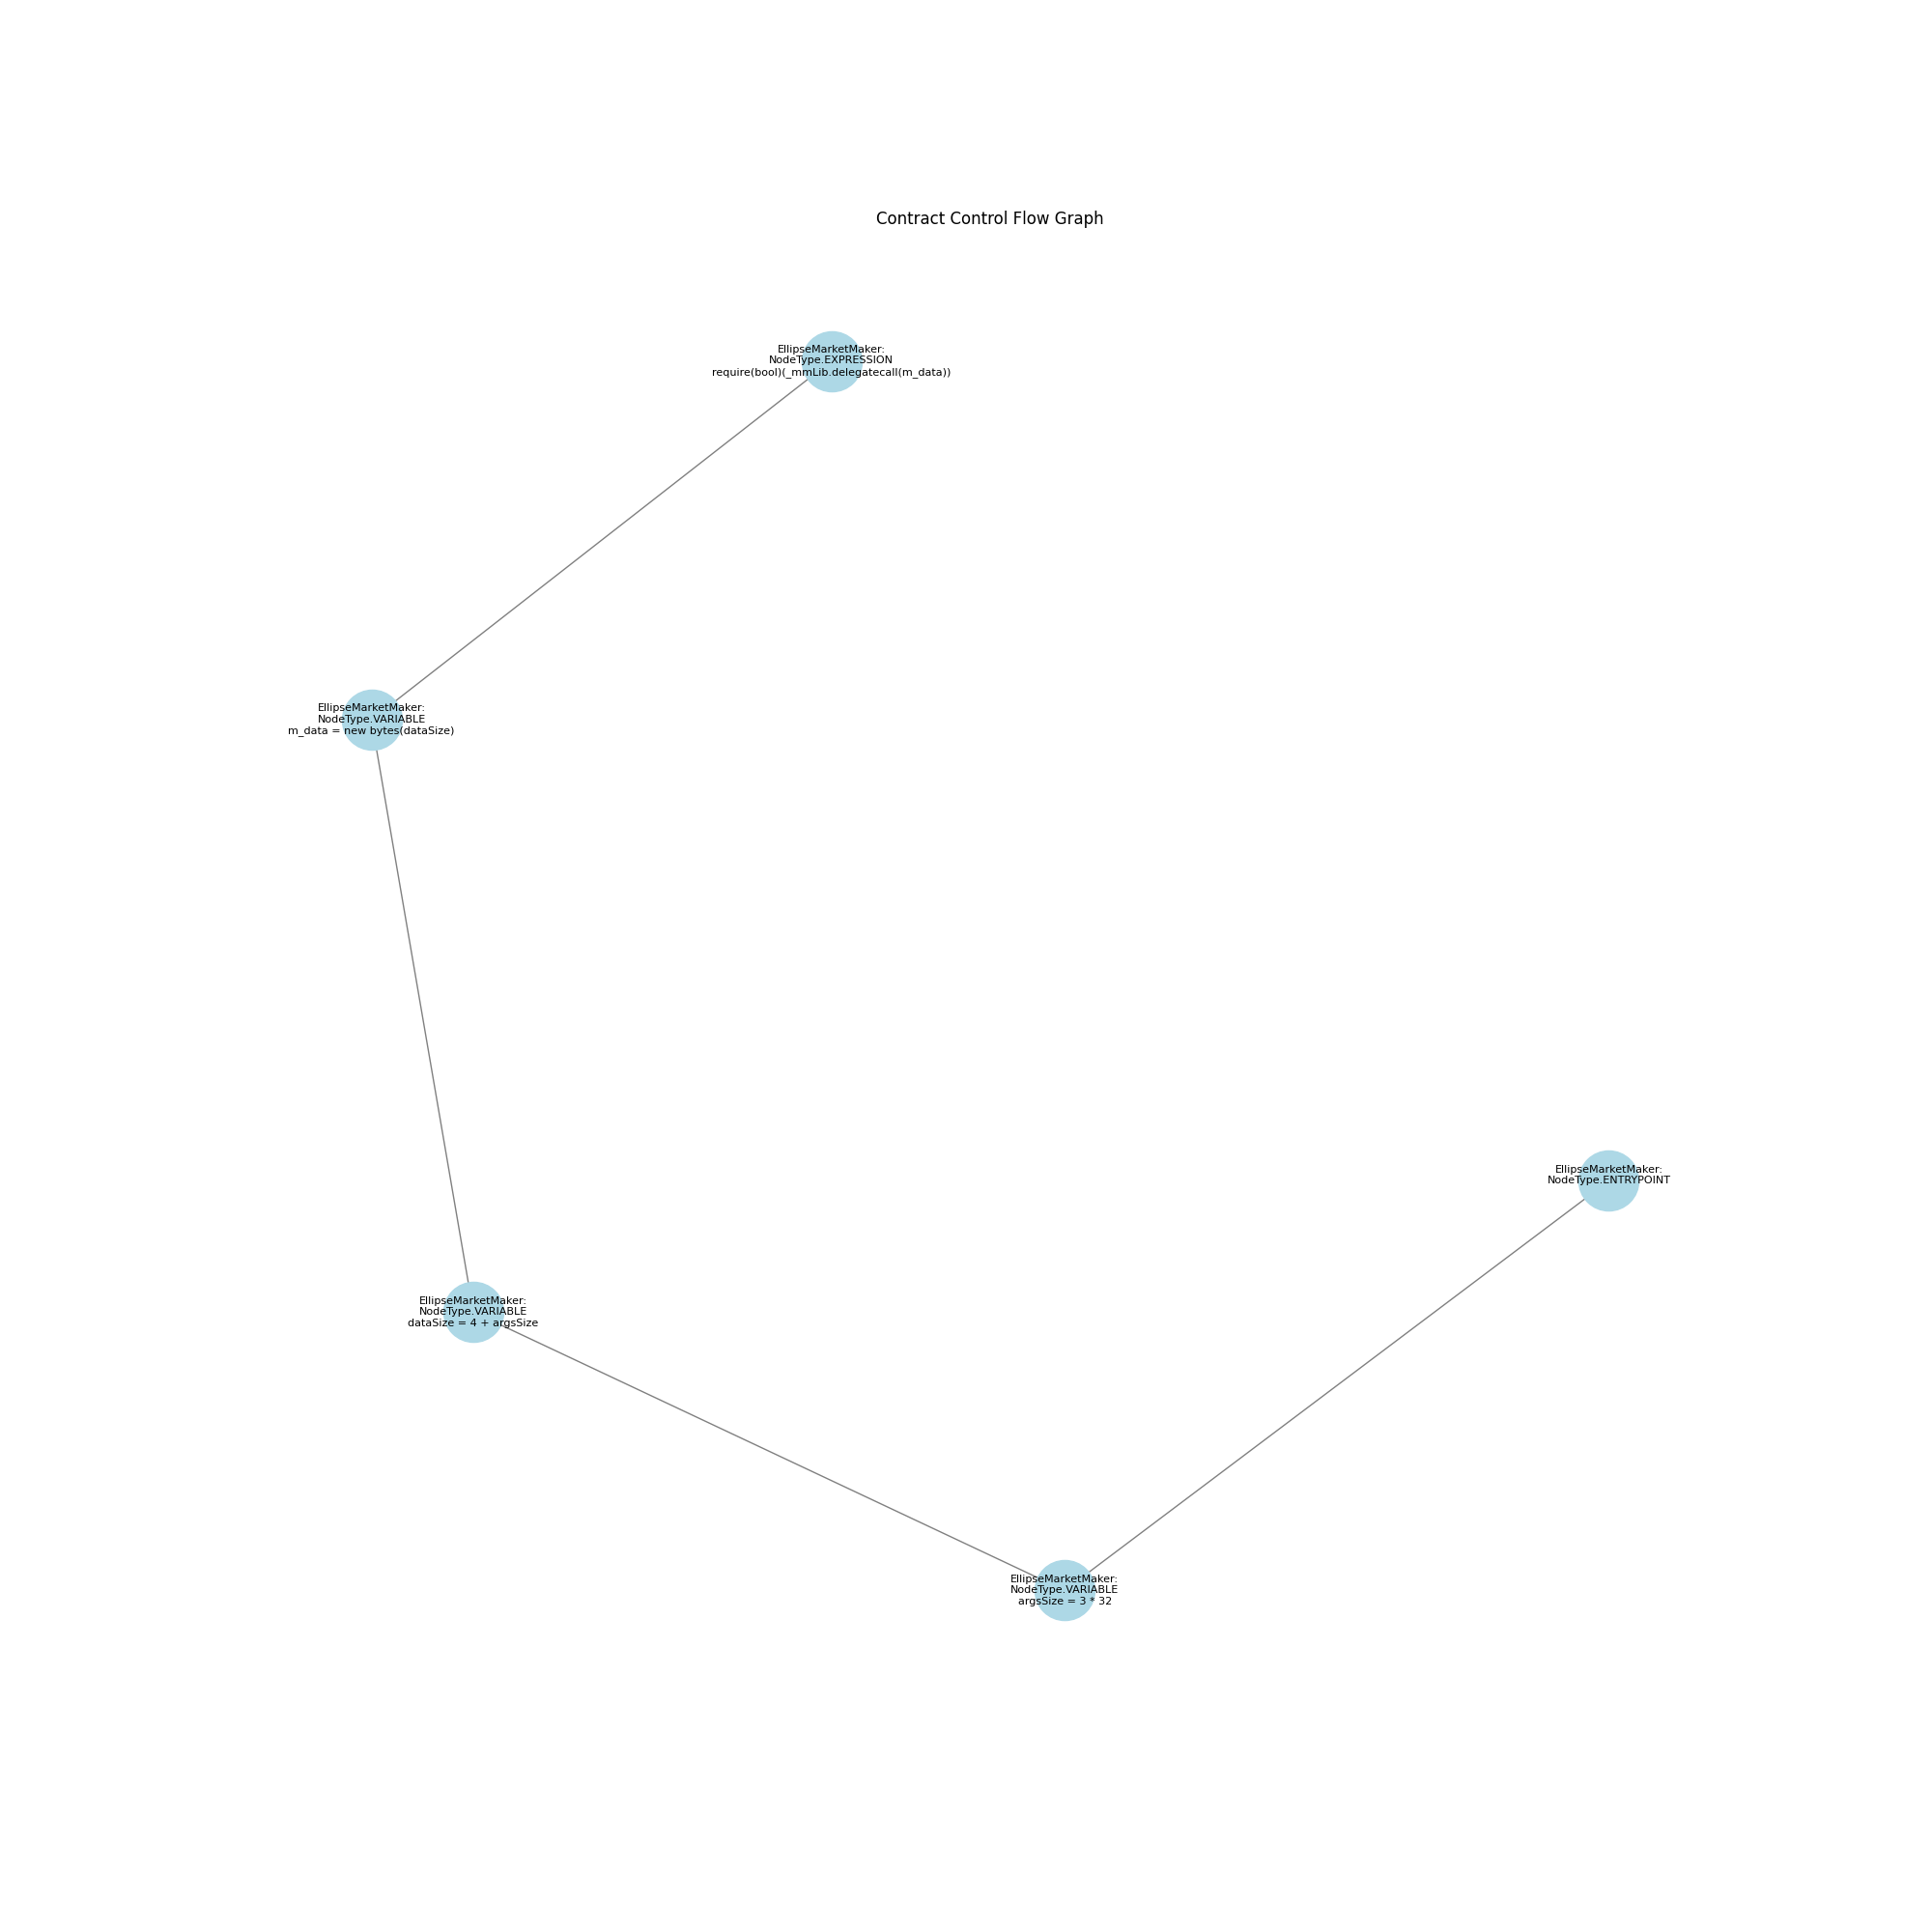 Contract Control Flow Graph
EllipseMarketMaker:
NodeType.EXPRESSION
require(bool)(_mmLib.delegatecall(m_data))
EllipseMarketMaker:
NodeType.VARIABLE
m_data = new bytes(dataSize)
EllipseMarketMaker:
NodeType.ENTRYPOINT
EllipseMarketMaker:
NodeType.VARIABLE
dataSize = 4 + argsSize
EllipseMarketMaker:
NodeType.VARIABLE
argsSize = 3 * 32